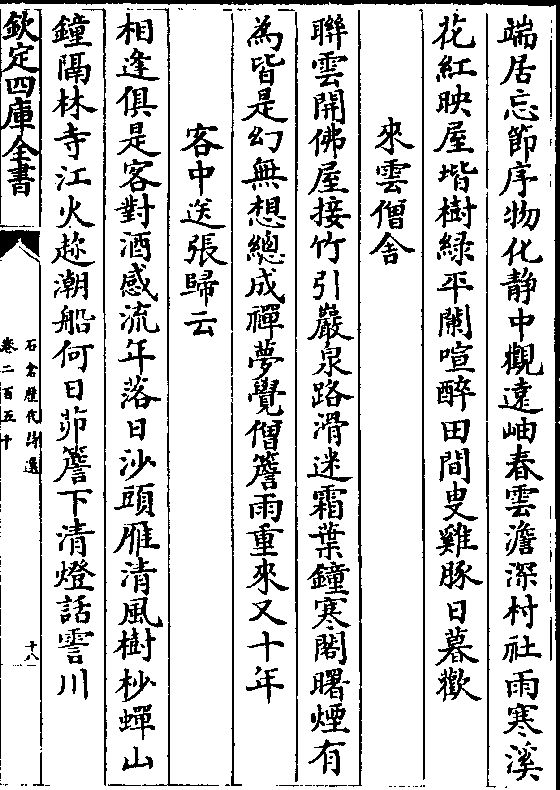 端居忘節序物化静中觀遠岫春雲澹深村社雨寒溪
花紅映屋堦樹緑平闌喧醉田間叟雞豚日暮歡
來雲僧舍
聨雲開佛屋接竹引巖泉路滑迷霜葉鐘寒閣曙煙有
為皆是幻無想總成禪夢覺僧簷雨重來又十年
客中送張歸雲
相逢俱是客對酒感流年落日沙頭雁清風樹杪蟬山
鐘隔林寺江火趂潮船何日茆簷下清燈話霅川
欽定四庫全書
石倉歴代詩選
卷二百五十
十八